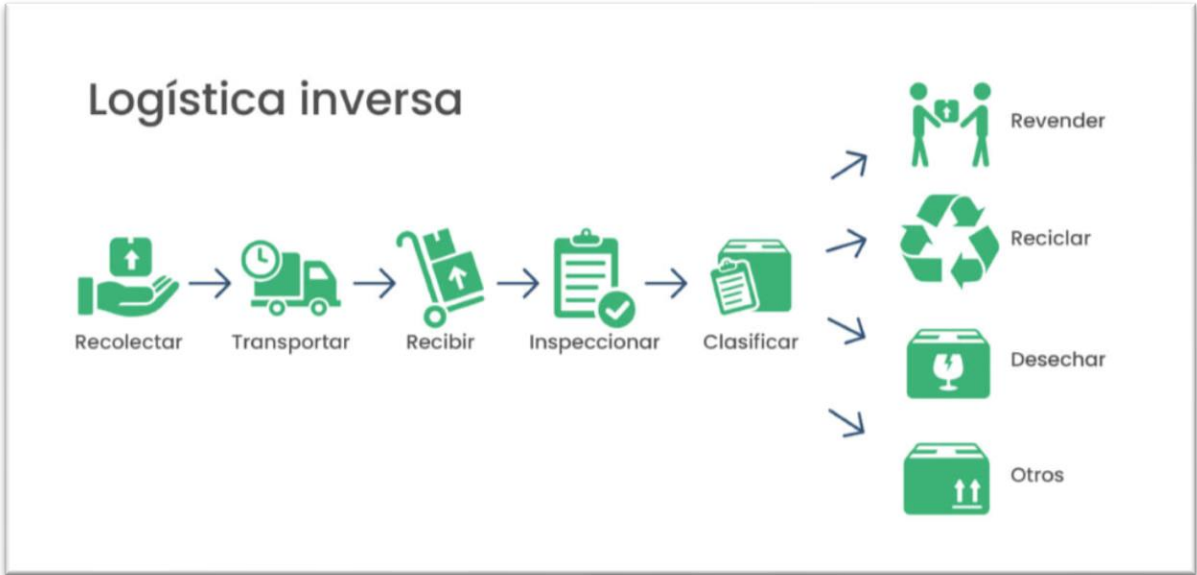 Logística inversa
Recolectar
Transportar
Recibir
Inspeccionar
Clasificar
Revender
Reciclar
Desechar
Otros